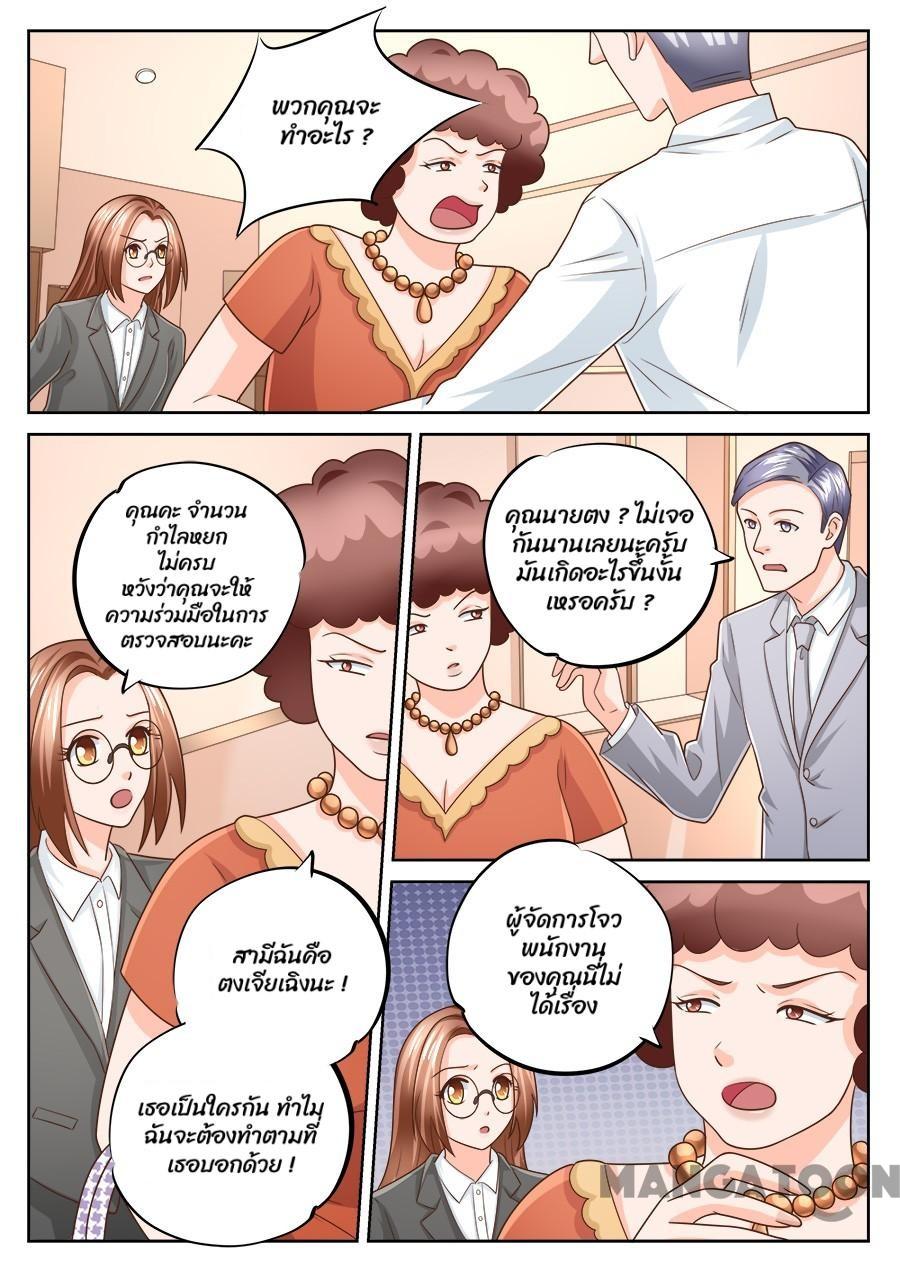 พวกคุณจะ
ทำอะไร ?
คุณคะ จำนวน
กำไลหยก
ไม่ครบ
หวังว่าคุณจะให้
ความร่วมมือในการ
ตรวจสอบนะคะ
สามีฉันคือ
ตงเจียเฉิงนะ !
เธอเป็นใครกัน ทำไม
ฉันจะต้องทำตามที่
เธอบอกด้วย !
คุณนายตง ? ไม่เจอ
กันนานเลยนะครับ
มันเกิดอะไรขึ้นงั้น
เหรอครับ ?
ผู้จัดการโจว
พนักงาน
ของคุณนี่ไม่
ได้เรื่อง
MANGATOON